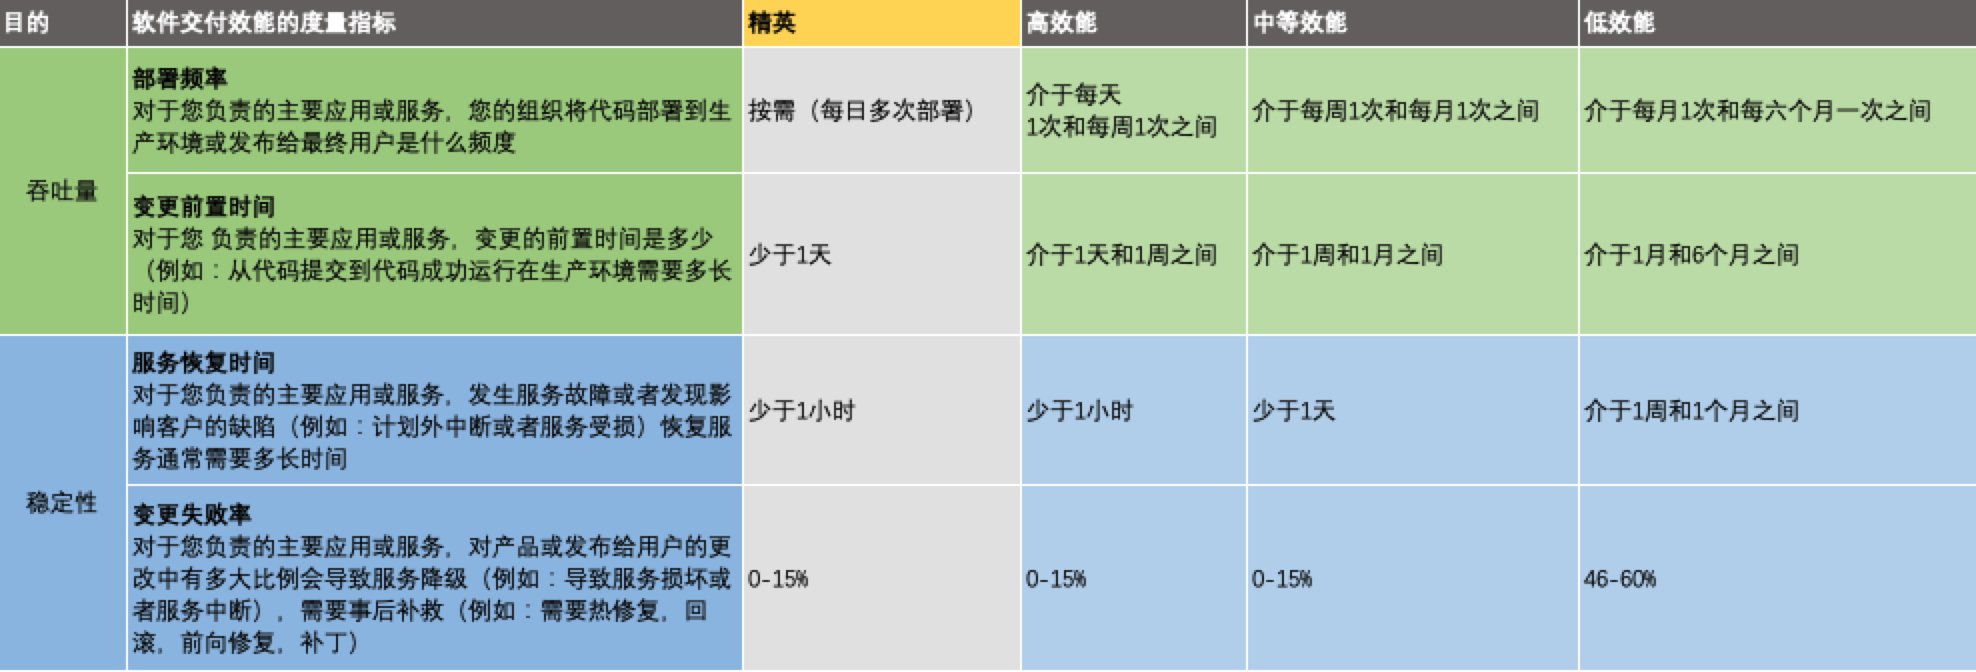 目的
软件交付效能的度量指标
精英
高效能
中等效能
低效能
吞吐量
部署频率
对于您负责的主要应用或服务，您的组织将代码部署到生
产环境或发布给最终用户是什么频度
按需（每日多次部署）
介于每天
1次和每周1次之间
介于每周1次和每月1次之间
介于每月1次和每六个月一次之间
变更前置时间
对于您 负责的主要应用或服务，变更的前置时间是多少
（例如：从代码提交到代码成功运行在生产环境需要多长
时间）
少于1天
介于1天和1周之间
介于1周和1月之间
介于1月和6个月之间
稳定性
服务恢复时间
对于您负责的主要应用或服务，发生服务故障或者发现影
响客户的缺陷（例如：计划外中断或者服务受损）恢复服
务通常需要多长时间
少于1小时
少于1小时
少于1天
介于1周和1个月之间
变更失败率
对于您负责的主要应用或服务，对产品或发布给用户的更
改中有多大比例会导致服务降级（例如：导致服务损坏或
者服务中断），需要事后补救（例如：需要热修复，回
滚，前向修复，补丁）
0-15%
0-15%
0-15%
46-60%